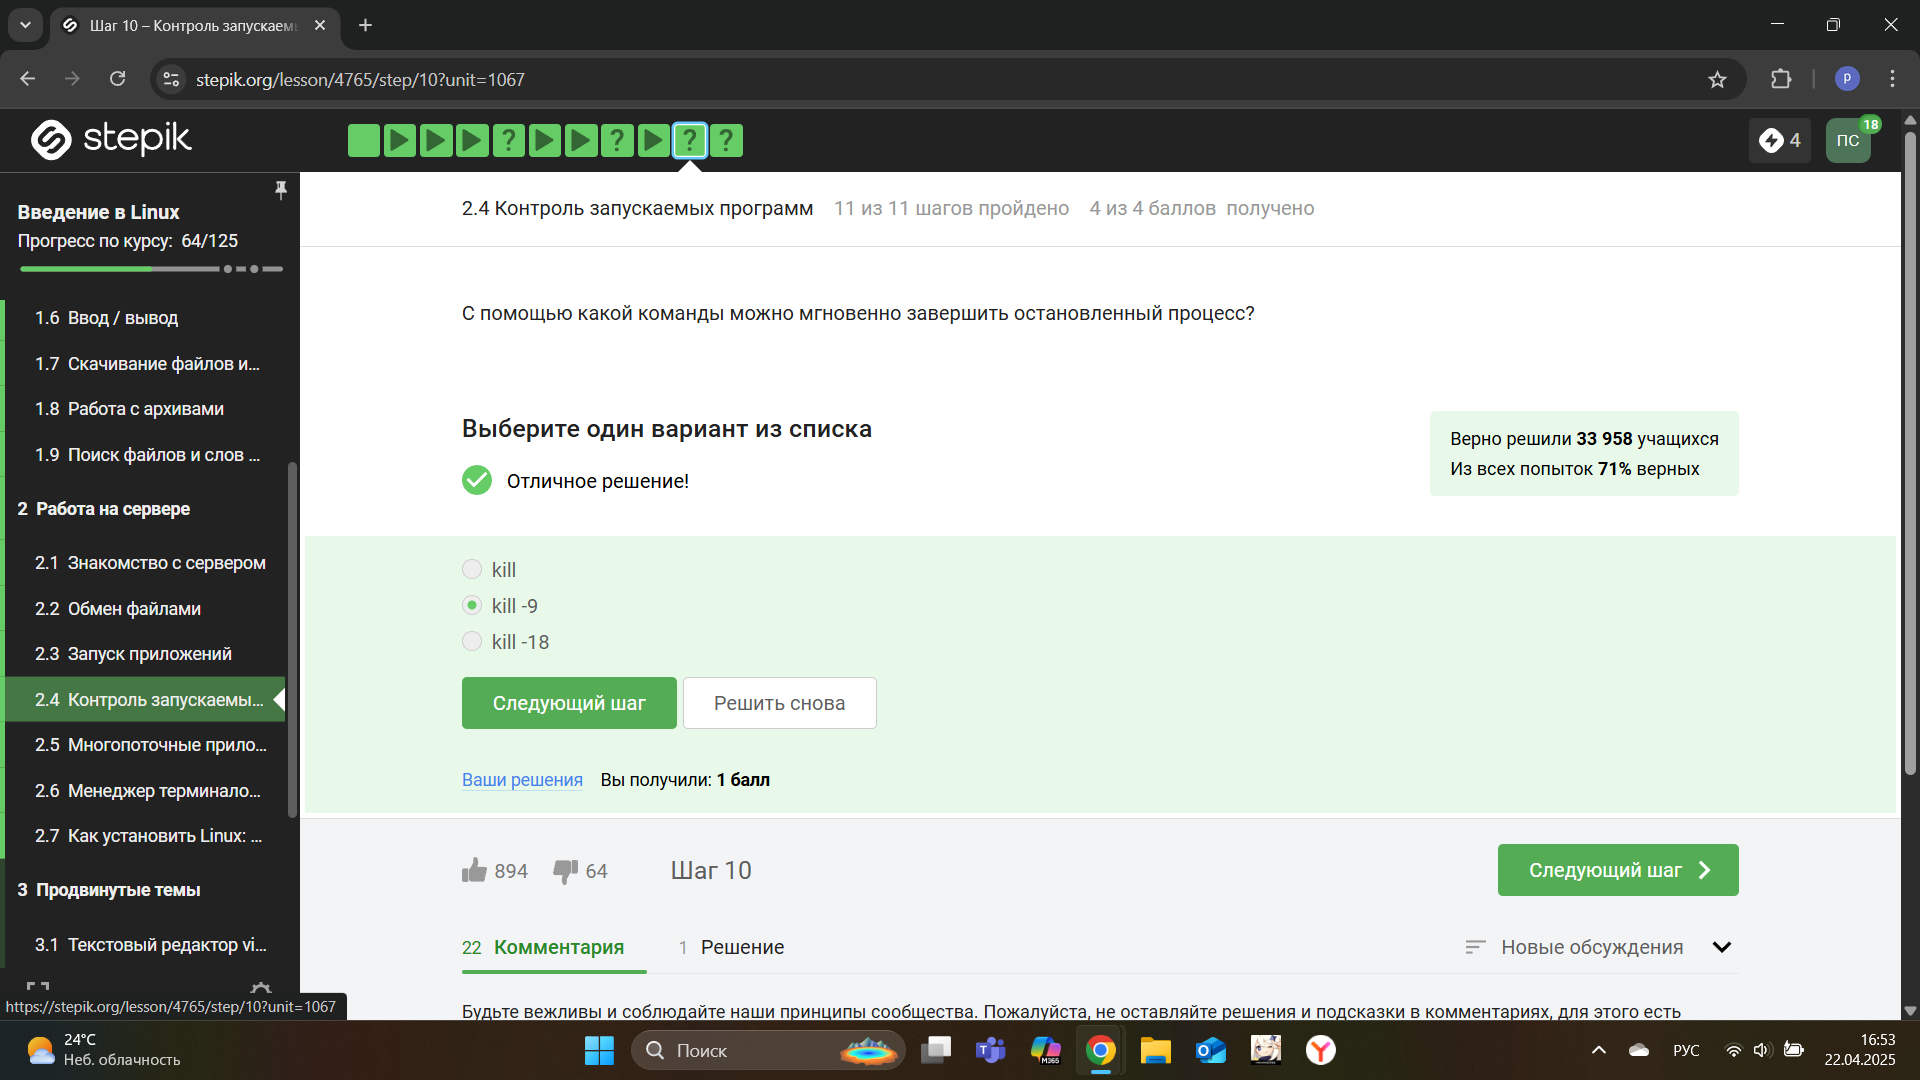 Шаг 10 – Контроль запускаем
stepik.org/lesson/4765/step/10?unit=1067
p
stepik
? ? ? ?
4
ПС
18
Введение в Linux
Прогресс по курсу: 64/125
1.6 Ввод / вывод
1.7 Скачивание файлов и...
1.8 Работа с архивами
1.9 Поиск файлов и слов ...
2 Работа на сервере
2.1 Знакомство с сервером
2.2 Обмен файлами
2.3 Запуск приложений
2.4 Контроль запускаемы...
2.5 Многопоточные прило...
2.6 Менеджер терминало...
2.7 Как установить Linux: ...
3 Продвинутые темы
3.1 Текстовый редактор vi...
https://stepik.org/lesson/4765/step/10?unit=1067
2.4 Контроль запускаемых программ 11 из 11 шагов пройдено 4 из 4 баллов получено
С помощью какой команды можно мгновенно завершить остановленный процесс?
Выберите один вариант из списка
Отличное решение!
Верно решили 33 958 учащихся
Из всех попыток 71% верных
kill
kill -9
kill -18
Следующий шаг
Решить снова
Ваши решения Вы получили: 1 балл
894 64 Шаг 10
Следующий шаг
22 Комментария 1 Решение
Новые обсуждения
Будьте вежливы и соблюдайте наши принципы сообщества. Пожалуйста, не оставляйте решения и подсказки в комментариях, для этого есть
24°C
Неб. облачность
Поиск
M365
РУС
16:53
22.04.2025